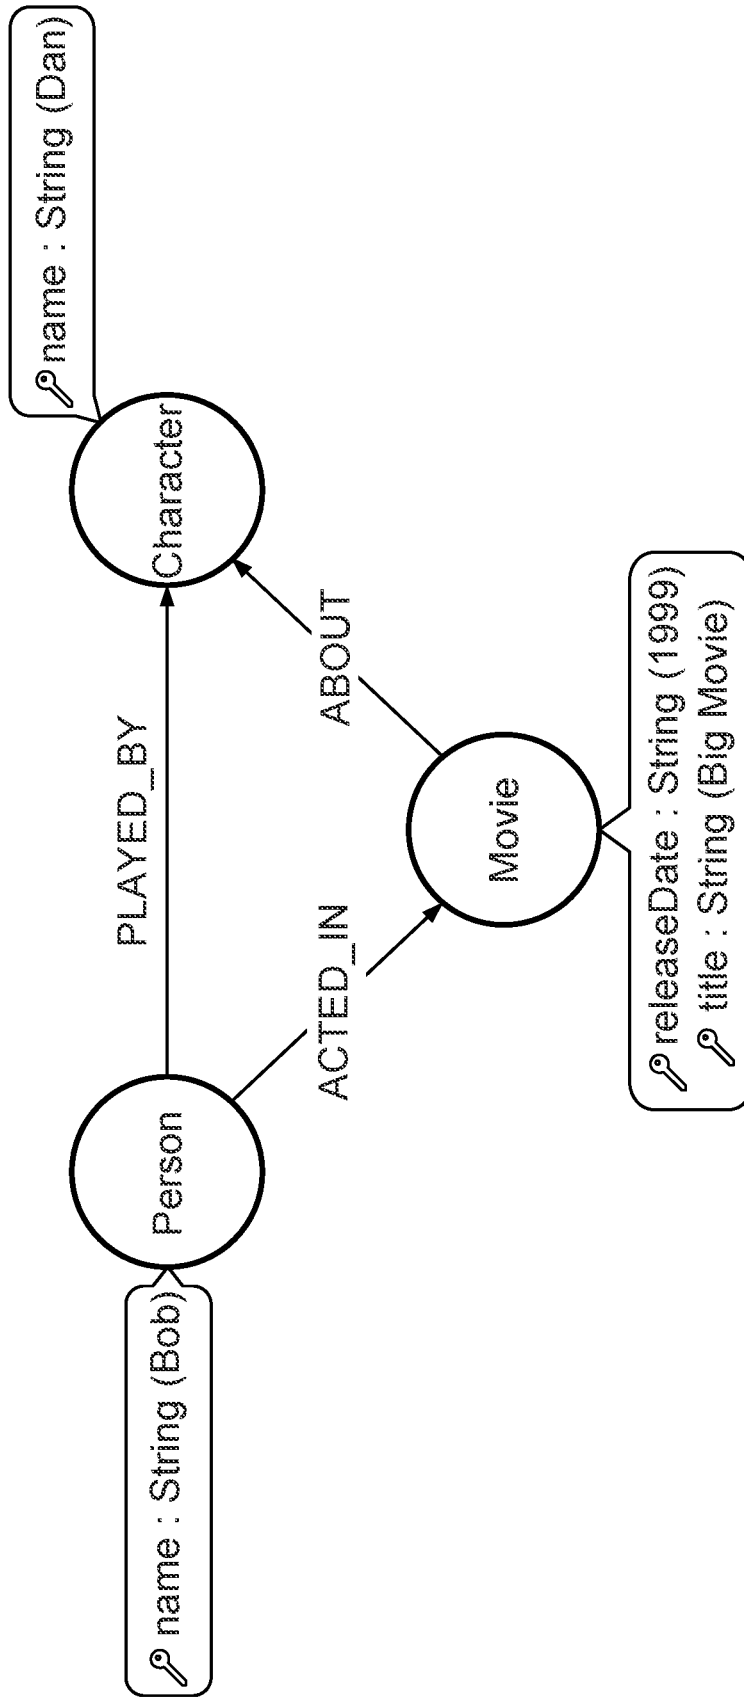 name : String (Bob)
Person
PLAYED_BY
Character
name : String (Dan)
ACTED_IN
ABOUT
Movie
releaseDate : String (1999)
title : String (Big Movie)